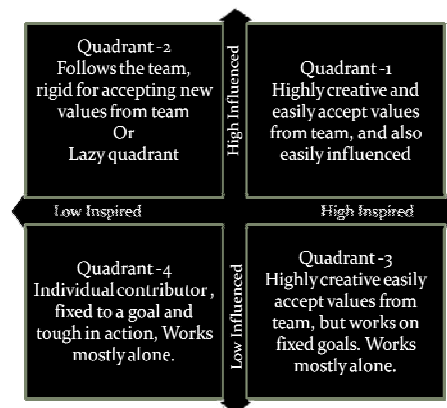 Quadrant-2
Follows the team,
rigid for accepting new
values from team
Or
Lazy quadrant
High Influenced
Quadrant-1
Highly creative and
easily accept values
from team, and also
easily influenced
Low Inspired
High Inspired
Quadrant-4
Individual contributor,
fixed to a goal and
tough in action, Works
mostly alone.
Low Influenced
Quadrant-3
Highly creative easily
accept values from
team, but works on
fixed goals. Works
mostly alone.